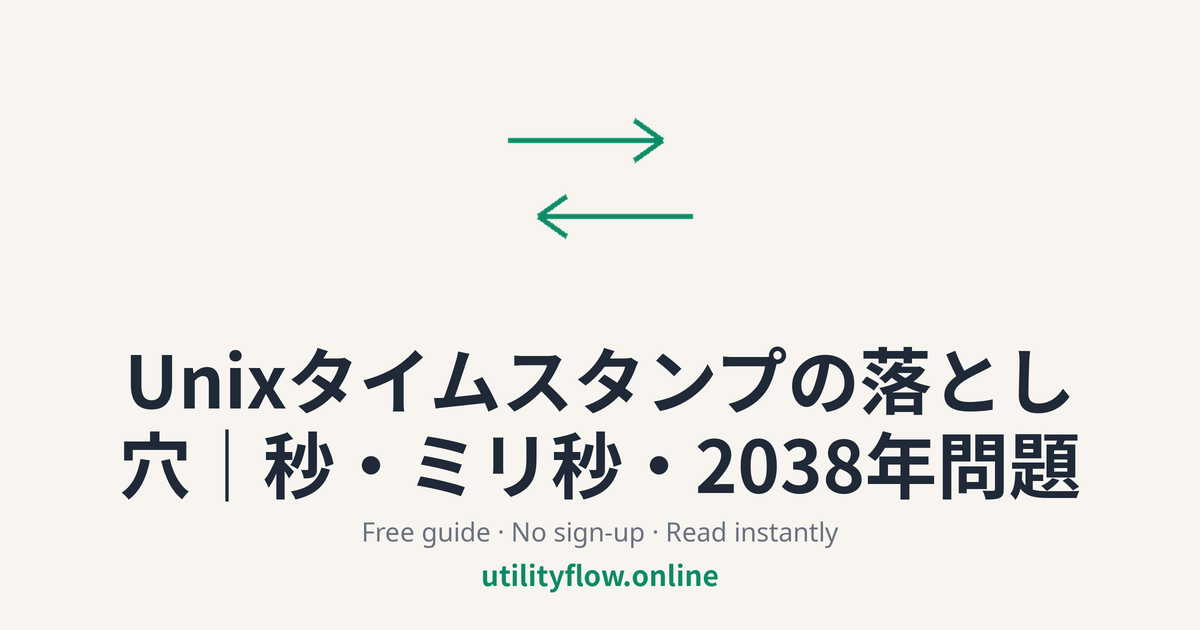 Unixタイムスタンプの落とし
穴｜秒・ミリ秒・2038年問題
Free guide · No sign-up · Read instantly
utilityflow.online